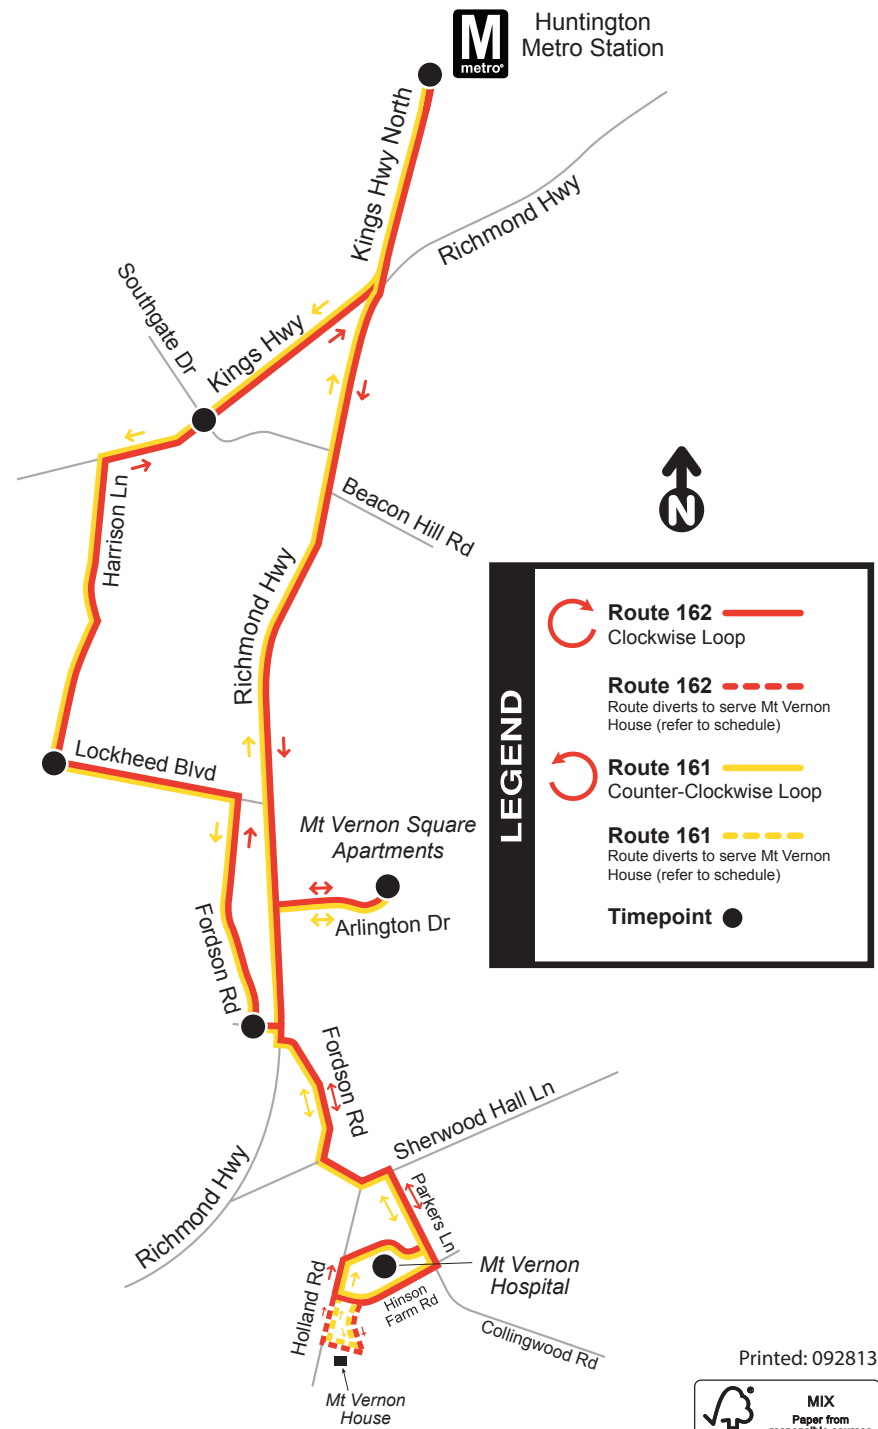 M
metro®
Huntington
Metro Station
Kings Hwy North
Richmond Hwy
Southgate Dr
Kings Hwy
Harrison Ln
Beacon Hill Rd
Richmond Hwy
N
Lockheed Blvd
Mt Vernon Square
Apartments
Arlington Dr
Fordson Rd
Fordson Rd
Sherwood Hall Ln
Richmond Hwy
Parkers Ln
Mt Vernon
Hospital
Holland Rd
Hinson
Farm Rd
Collingwood Rd
Mt Vernon
House
LEGEND
Route 162
Clockwise Loop
Route 162
Route diverts to serve Mt Vernon
House (refer to schedule)
Route 161
Counter-Clockwise Loop
Route 161
Route diverts to serve Mt Vernon
House (refer to schedule)
Timepoint
Printed: 092813
MIX
Paper from
responsible sources